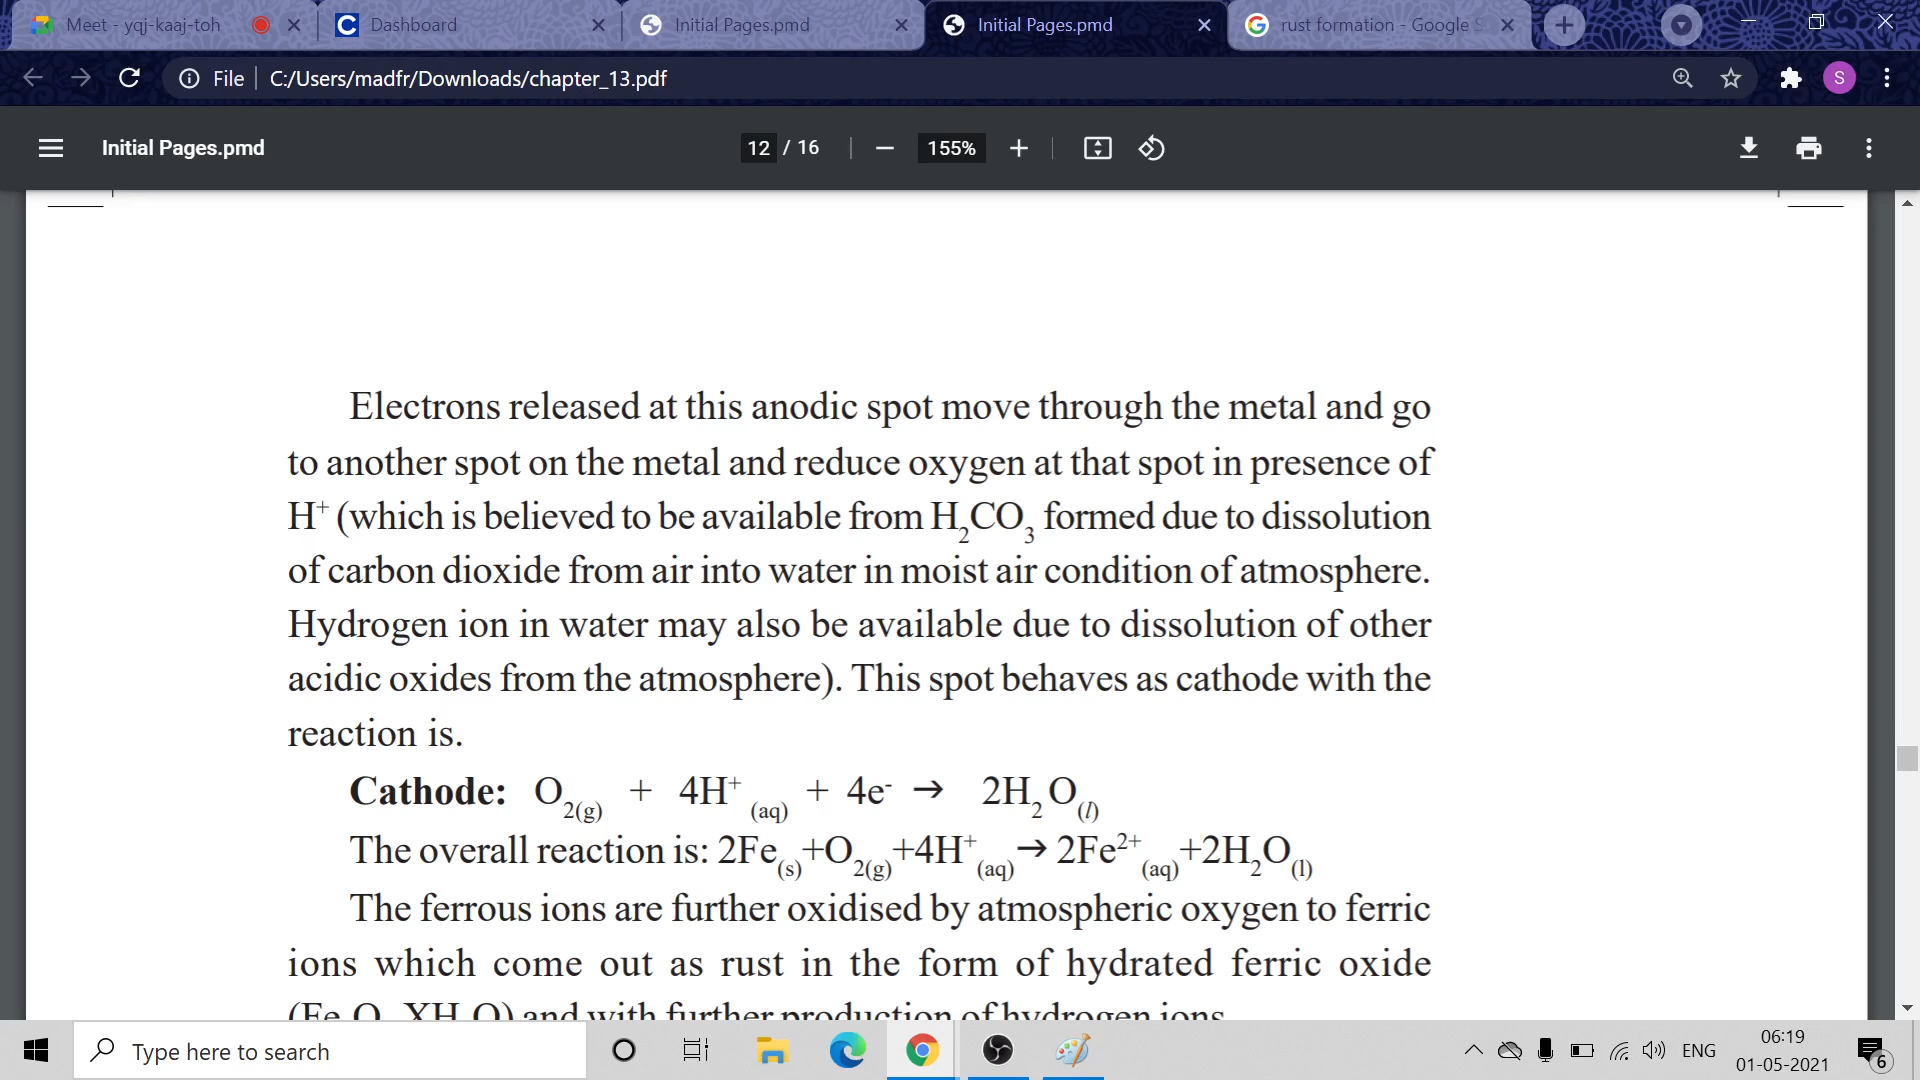 Meet - yqj-kaaj-toh
Dashboard
Initial Pages.pmd
Initial Pages.pmd
rust formation - Google S
File
C:/Users/madfr/Downloads/chapter_13.pdf
S
Initial Pages.pmd
12 / 16
155%
Electrons released at this anodic spot move through the metal and go
to another spot on the metal and reduce oxygen at that spot in presence of
H⁺ (which is believed to be available from H₂CO₃ formed due to dissolution
of carbon dioxide from air into water in moist air condition of atmosphere.
Hydrogen ion in water may also be available due to dissolution of other
acidic oxides from the atmosphere). This spot behaves as cathode with the
reaction is.
Cathode: O₂(g) + 4H⁺(aq) + 4e⁻ → 2H₂O(l)
The overall reaction is: 2Fe(s)+O₂(g)+4H⁺(aq)→2Fe²⁺(aq)+2H₂O(l)
The ferrous ions are further oxidised by atmospheric oxygen to ferric
ions which come out as rust in the form of hydrated ferric oxide
and with further production of hydrogen ions.
Type here to search
ENG
06:19
01-05-2021
6